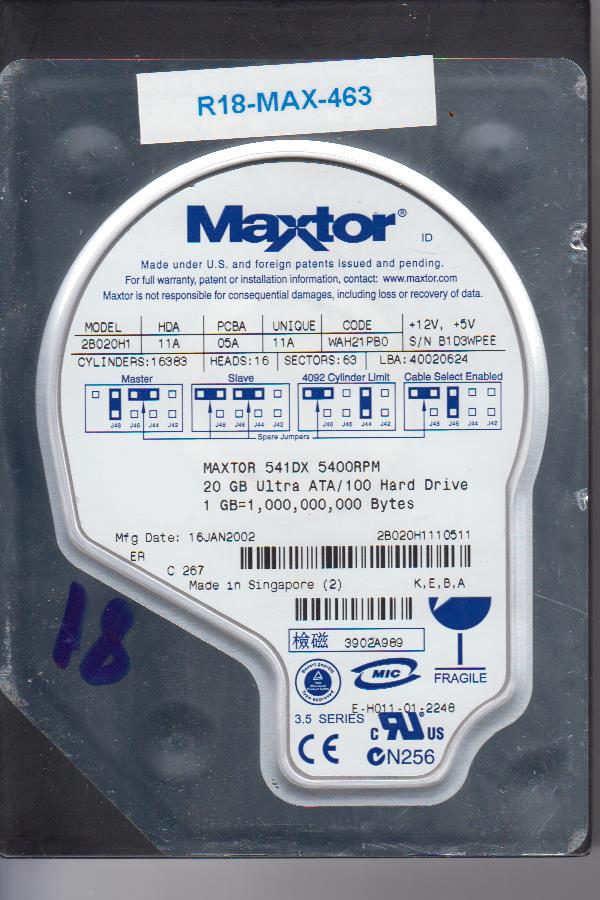 R18-MAX-463
Maxtor® ID
Made under U.S. and foreign patents issued and pending.
For full warranty, patent or installation information, contact: www.maxtor.com
Maxtor is not responsible for consequential damages, including loss or recovery of data.
MODEL HDA PCBA UNIQUE CODE +12V, +5V
2B020H1 11A 05A 11A WAH21PB0 S/N B1D3WPEE
CYLINDERS:16383 HEADS:16 SECTORS:63 LBA:40020624
Master Slave 4092 Cylinder Limit Cable Select Enabled
J48 J46 J44 J42 J48 J46 J44 J42 J48 J46 J44 J42 J48 J46 J44 J42
Spare Jumpers
MAXTOR 541DX 5400RPM
20 GB Ultra ATA/100 Hard Drive
1 GB=1,000,000,000 Bytes
Mfg Date: 16JAN2002 2B020H1110511
ER
C 267
Made in Singapore (2) K,E,B,A
檢磁 3902A989
MIC
FRAGILE
E-H011-01-2248
3.5 SERIES
C RU® US
CE
N256
18